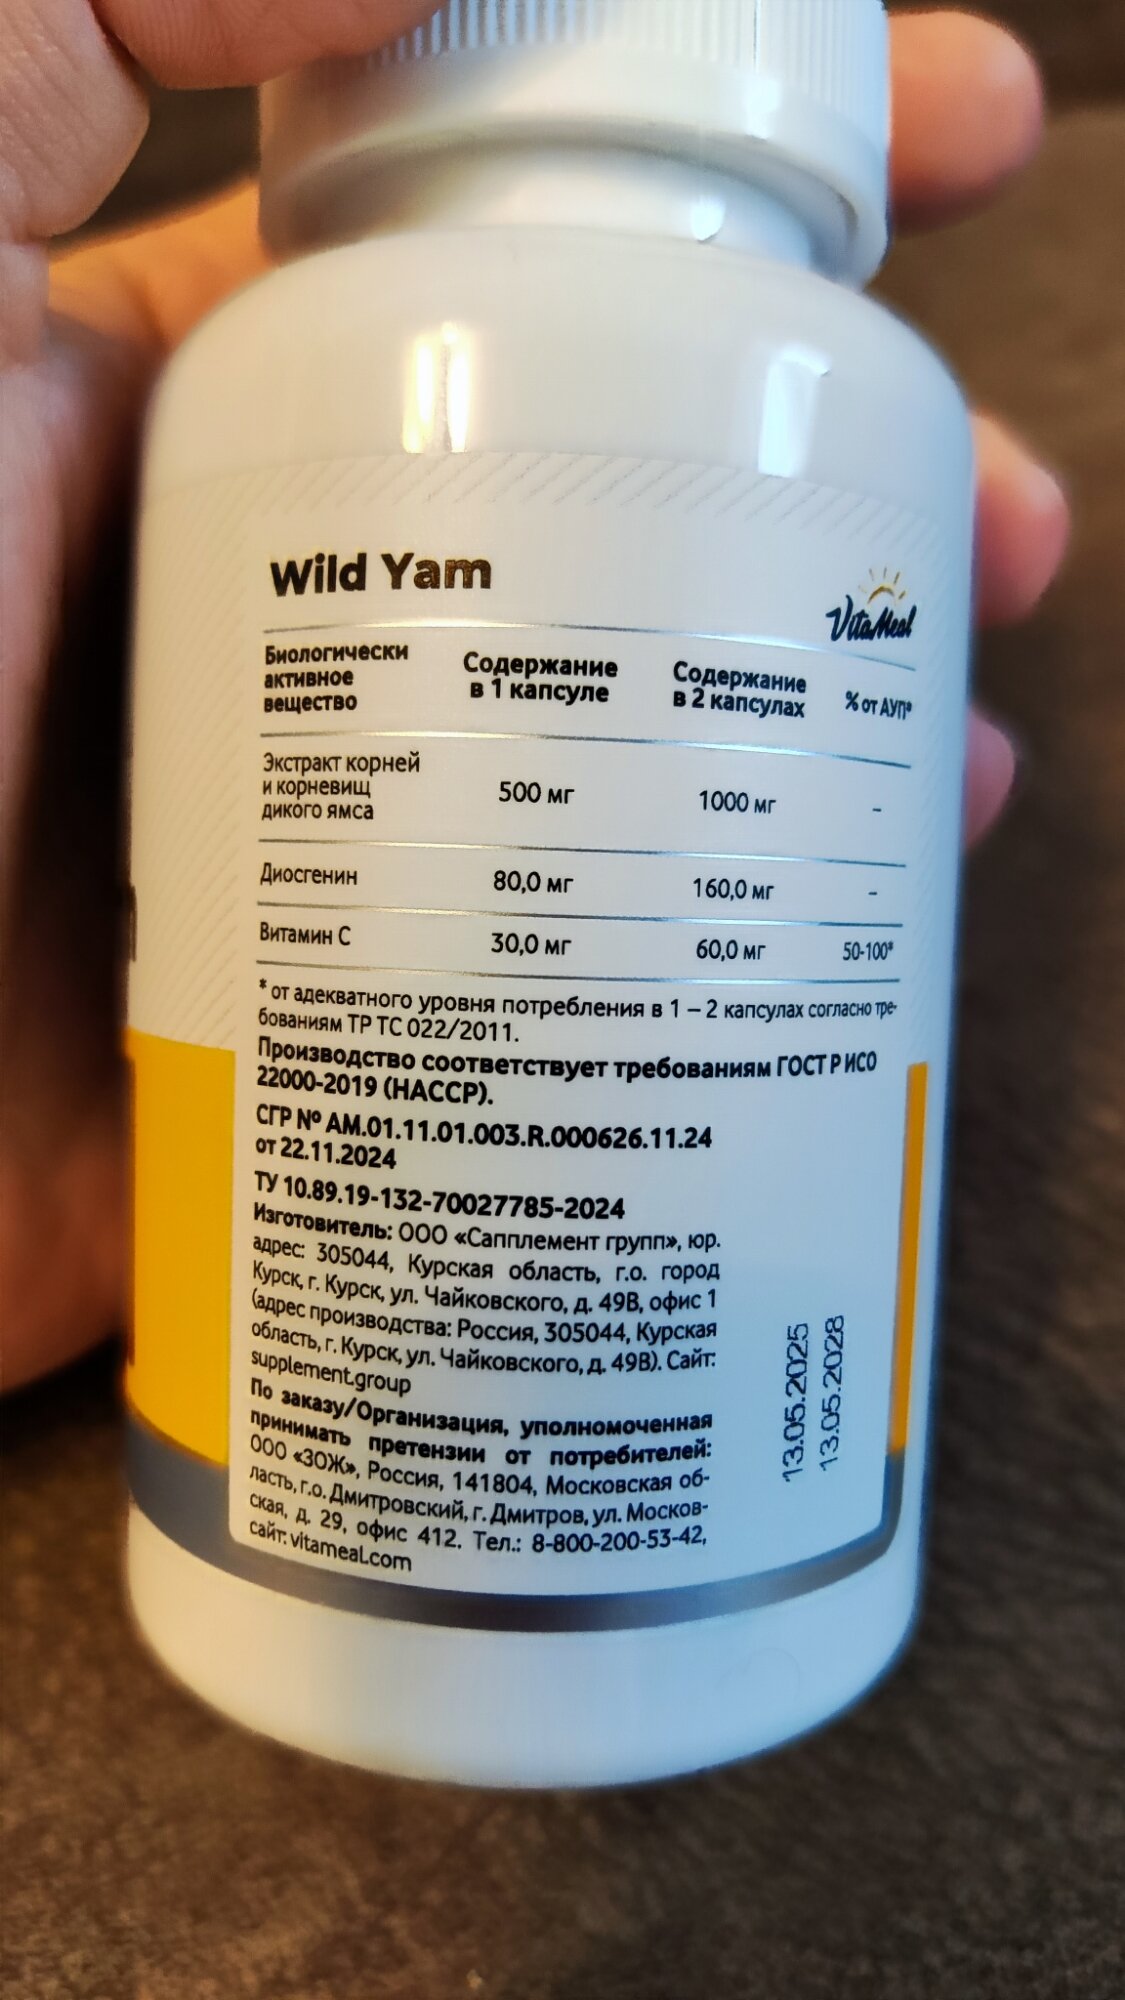 Wild Yam
VitaMeal
Биологически
активное
вещество
Содержание
в 1 капсуле
Содержание
в 2 капсулах
% от АУП*
Экстракт корней
и корневищ
дикого ямса
500 мг
1000 мг
–
Диосгенин
80,0 мг
160,0 мг
–
Витамин С
30,0 мг
60,0 мг
50-100*
* от адекватного уровня потребления в 1 – 2 капсулах согласно тре-
бованиям ТР ТС 022/2011.
Производство соответствует требованиям ГОСТ Р ИСО
22000-2019 (НАССР).
СГР № AM.01.11.01.003.R.000626.11.24
от 22.11.2024
ТУ 10.89.19-132-70027785-2024
Изготовитель: ООО «Сапплемент групп», юр.
адрес: 305044, Курская область, г.о. город
Курск, г. Курск, ул. Чайковского, д. 49В, офис 1
(адрес производства: Россия, 305044, Курская
область, г. Курск, ул. Чайковского, д. 49В). Сайт:
supplement.group
По заказу/Организация, уполномоченная
принимать претензии от потребителей:
ООО «ЗОЖ», Россия, 141804, Московская об-
ласть, г.о. Дмитровский, г. Дмитров, ул. Москов-
ская, д. 29, офис 412. Тел.: 8-800-200-53-42,
сайт: vitameal.com
13.05.2025
13.05.2028